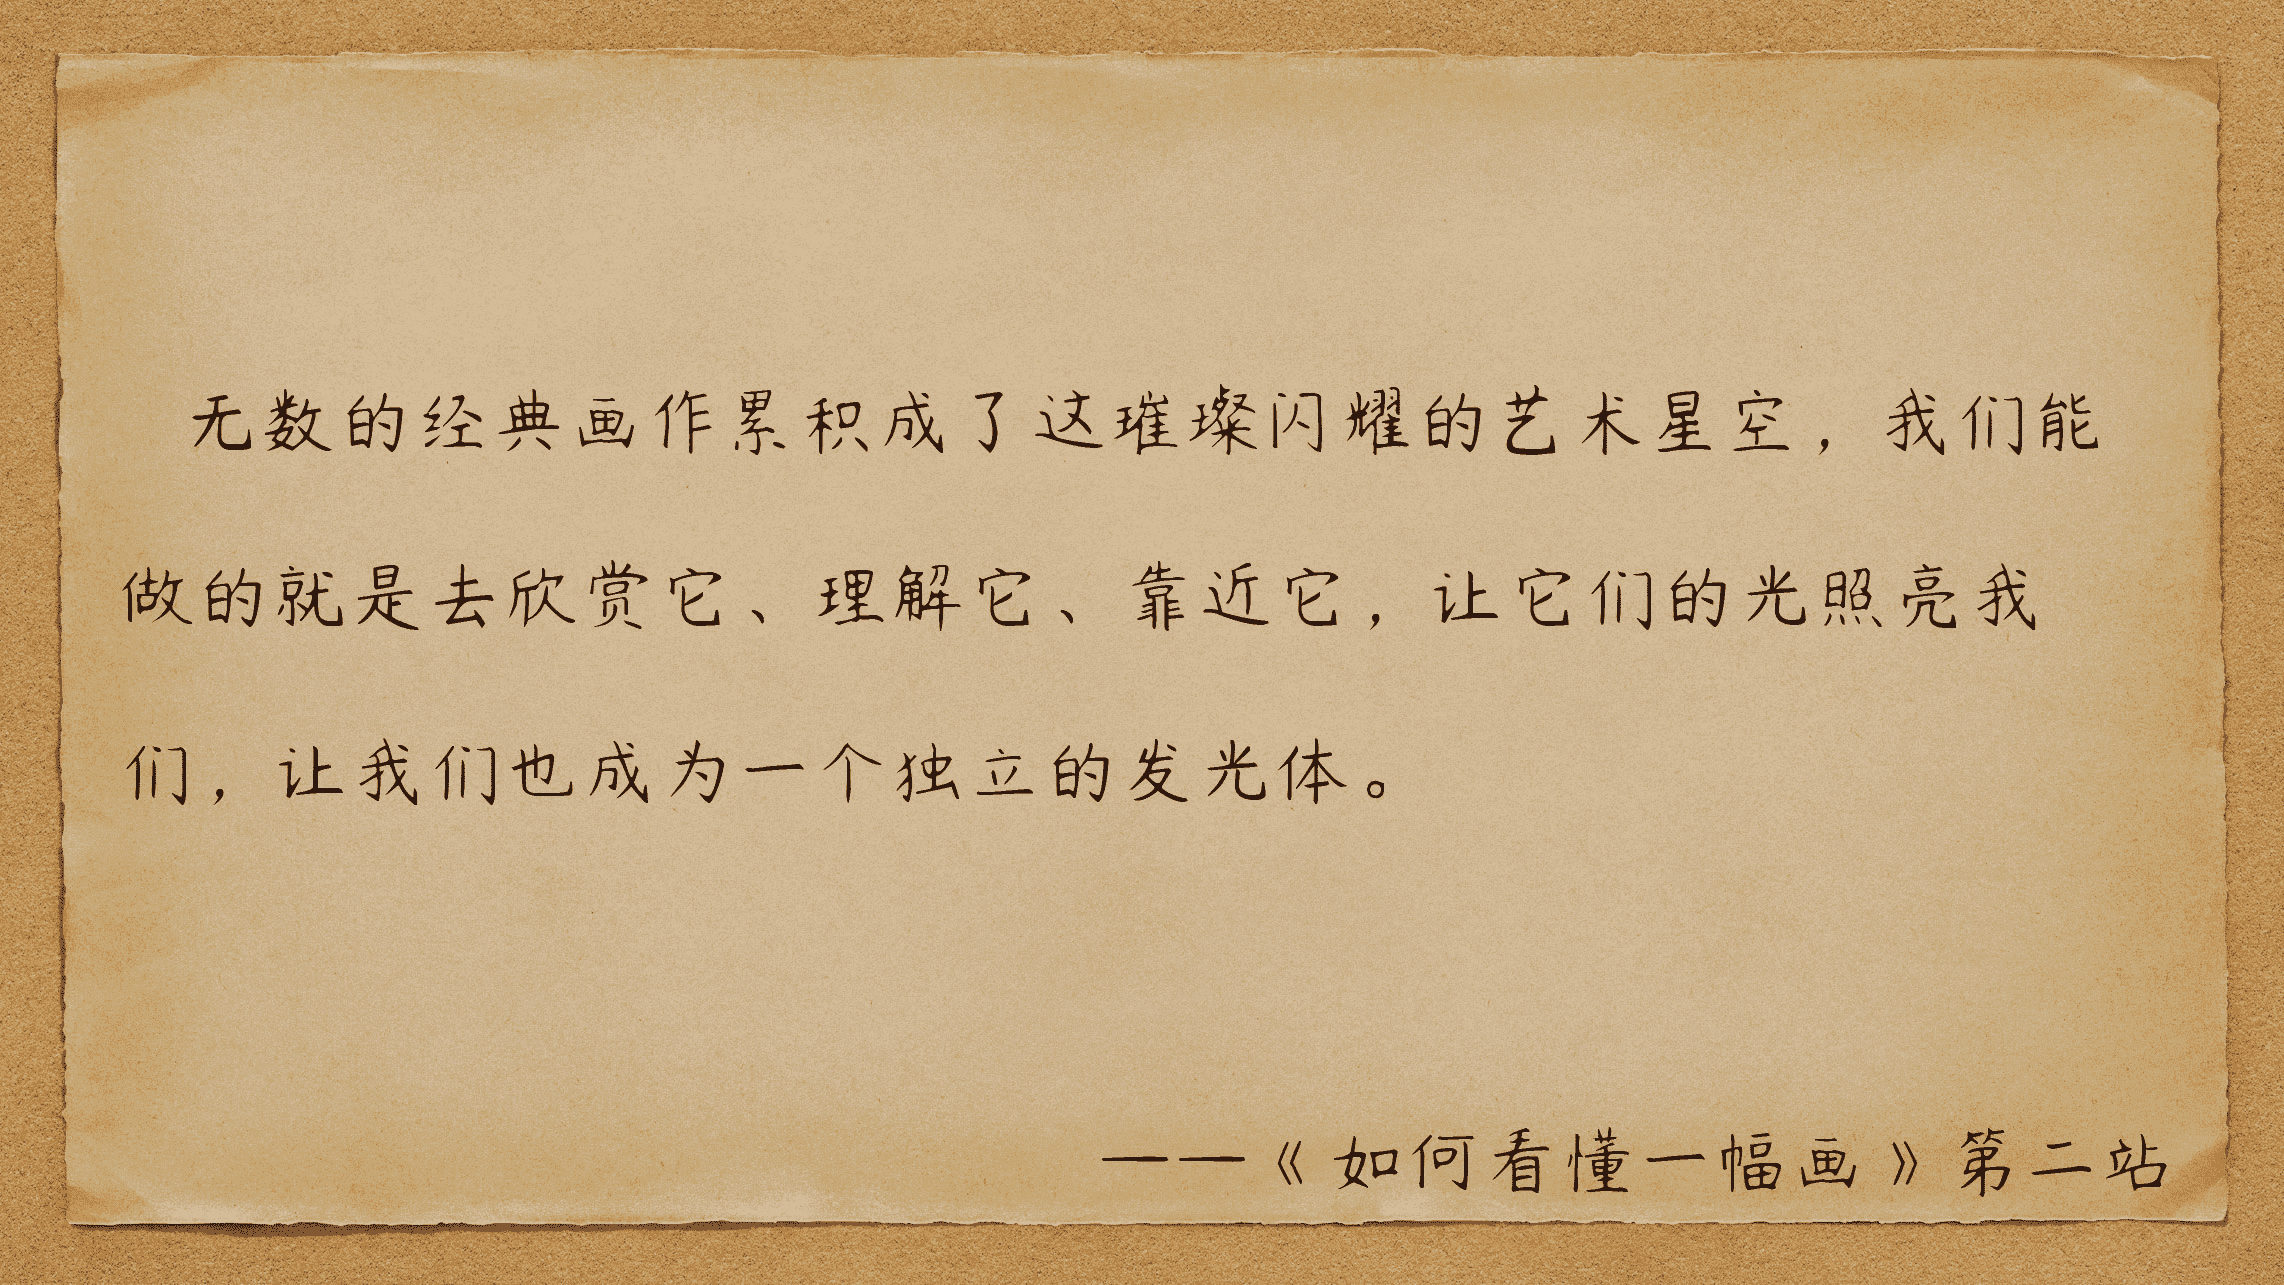 无数的经典画作累积成了这璀璨闪耀的艺术星空，我们能
做的就是去欣赏它、理解它、靠近它，让它们的光照亮我
们，让我们也成为一个独立的发光体。
——《如何看懂一幅画》第二站